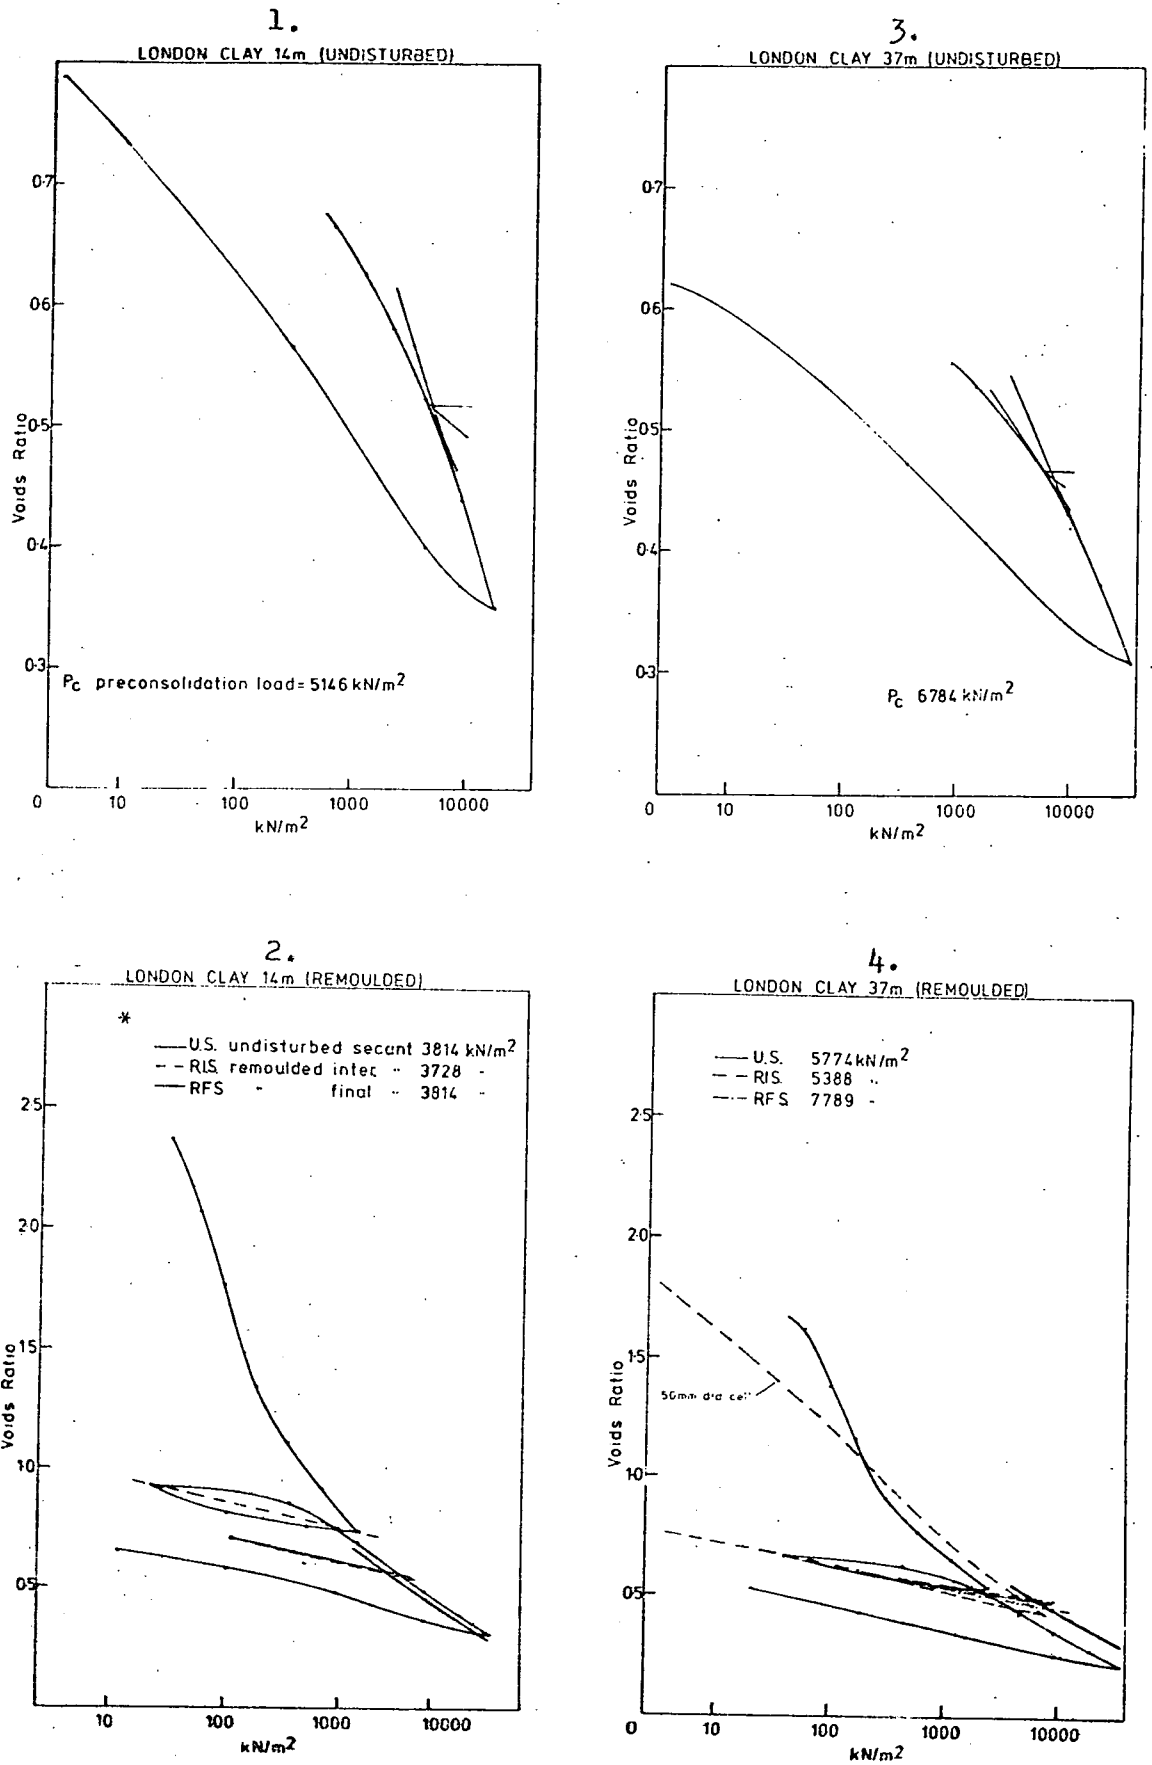 1.
LONDON CLAY 14m (UNDISTURBED)
0·7
0·6
0·5
0·4
0·3
Voids Ratio
Pc preconsolidation load = 5146 kN/m²
0 10 100 1000 10000
kN/m²
3.
LONDON CLAY 37m (UNDISTURBED)
0·7
0·6
0·5
0·4
0·3
Voids Ratio
Pc 6784 kN/m²
0 10 100 1000 10000
kN/m²
2.
LONDON CLAY 14m (REMOULDED)
*
U.S. undisturbed secant 3814 kN/m²
R.I.S. remoulded inter. " 3728 "
RFS " final " 3814 "
2·5
2·0
1·5
1·0
0·5
Voids Ratio
10 100 1000 10000
kN/m²
4.
LONDON CLAY 37m (REMOULDED)
U.S. 5774 kN/m²
RIS. 5388 "
RFS. 7789 "
2·5
2·0
1·5
1·0
0·5
Voids Ratio
50mm dia cell
0 10 100 1000 10000
kN/m²